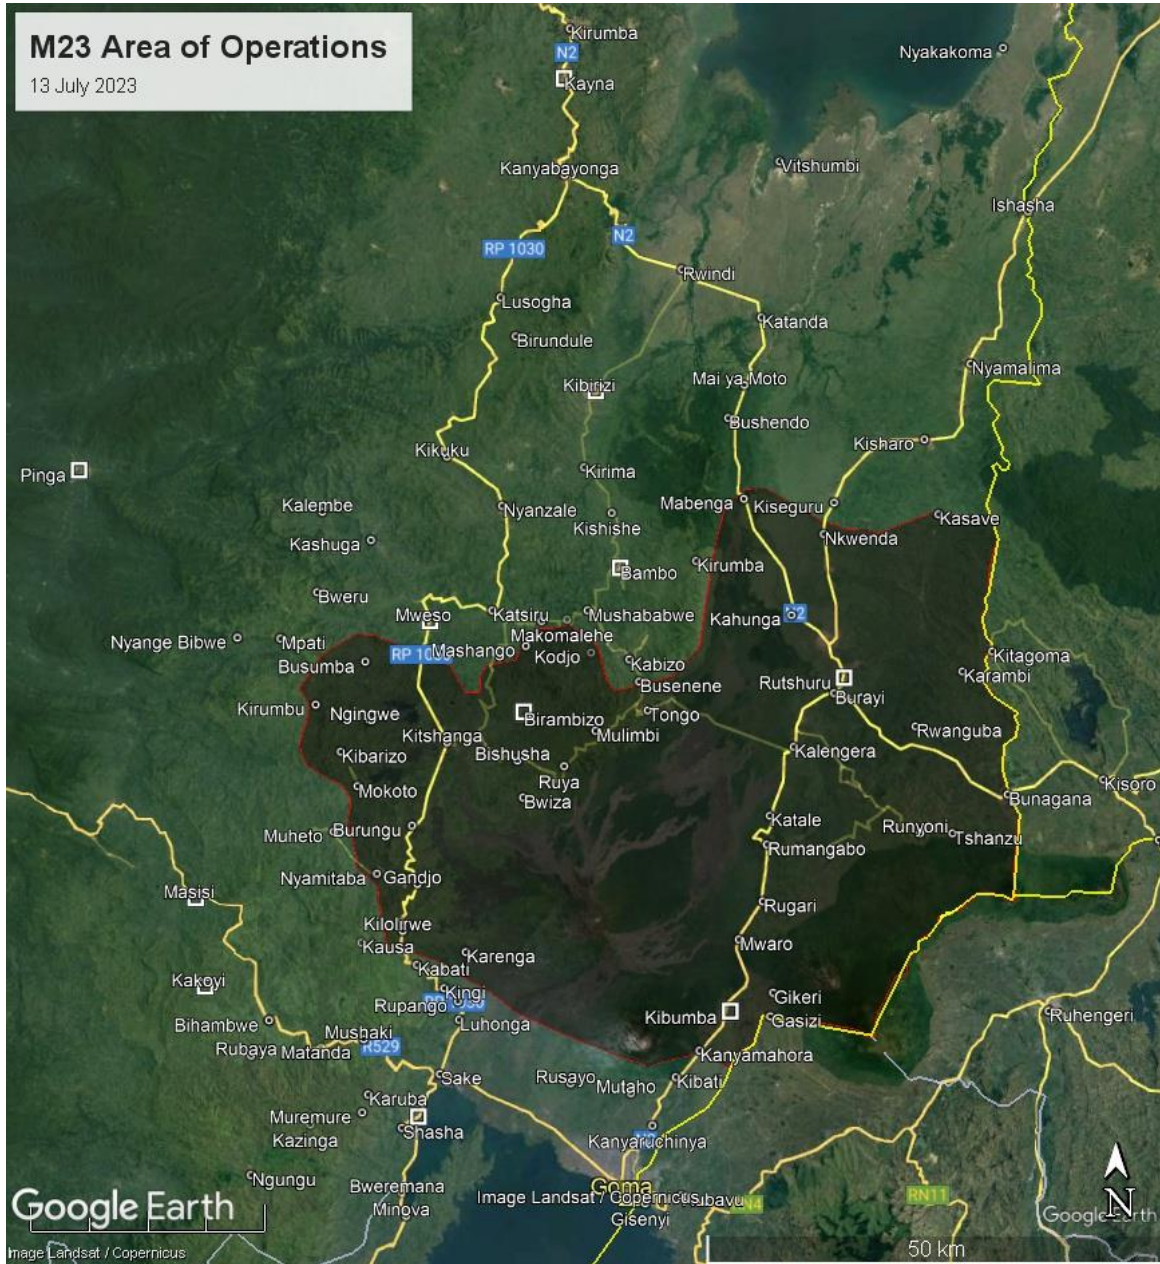 M23 Area of Operations
13 July 2023
Kirumba
N2
Nyakakoma
Kayna
Kanyabayonga
Vitshumbi
Ishasha
N2
RP 1030
Rwindi
Lusogha
Katanda
Birundule
Nyamalima
Kibirizi
Mai ya Moto
Bushendo
Kisharo
Kikuku
Pinga
Kirima
Kalembe
Nyanzale
Mabenga
Kiseguru
Kasave
Kishishe
Kashuga
Nkwenda
Kirumba
Bambo
Bweru
Mweso
Katsiru
Mushababwe
Kahunga
N2
Nyange Bibwe
Mpati
Makomalehe
RP 1030
Mashango
Kodjo
Kitagoma
Busumba
Kabizo
Karambi
Busenene
Rutshuru
Burayi
Kirumbu
Ngingwe
Birambizo
Tongo
Rwanguba
Kitshanga
Mulimbi
Kibarizo
Bishusha
Kalengera
Ruya
Kisoro
Mokoto
Bwiza
Bunagana
Katale
Muheto
Burungu
Runyoni
Tshanzu
Rumangabo
Nyamitaba
Gandjo
Masisi
Rugari
Kilolirwe
Kausa
Mwaro
Karenga
Kabati
Kakoyi
Kingi
Gikeri
Rupango
Kibumba
Gasizi
Ruhengeri
Bihambwe
Luhonga
Mushaki
Rubaya
Matanda
R529
Kanyamahora
Sake
Rusayo
Mutaho
Kibati
Karuba
Muremure
Kazinga
Shasha
Kanyaruchinya
Ngungu
Bweremana
Goma
Image Landsat / Copernicus
RN11
Minova
Gisenyi
N
Google Earth
Google Earth
50 km
Image Landsat / Copernicus